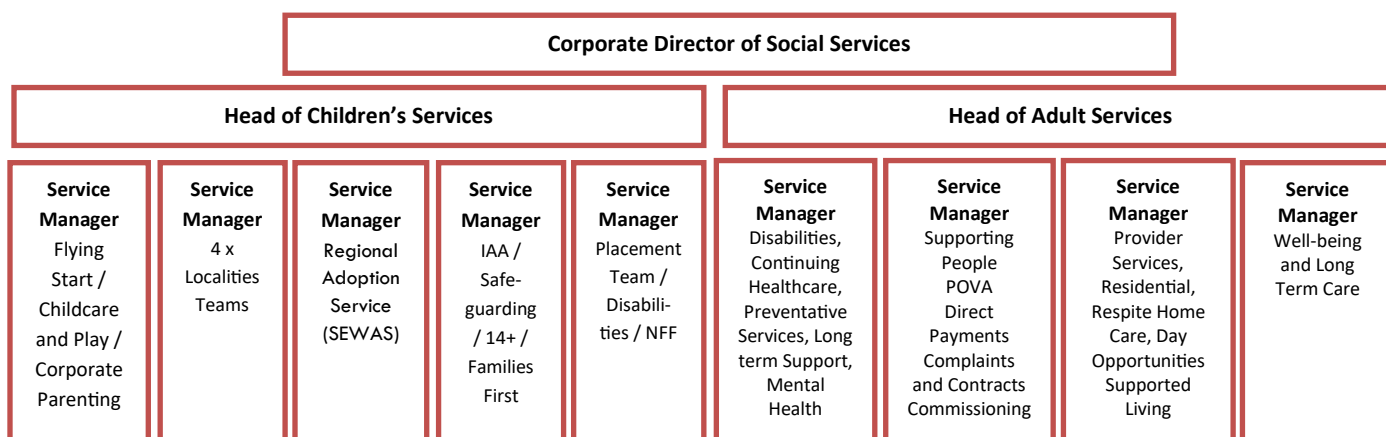 Corporate Director of Social Services
Head of Children’s Services
Head of Adult Services
Service
Manager
Flying
Start /
Childcare
and Play /
Corporate
Parenting
Service
Manager
4 x
Localities
Teams
Service
Manager
Regional
Adoption
Service
(SEWAS)
Service
Manager
IAA /
Safe-
guarding
/ 14+ /
Families
First
Service
Manager
Placement
Team /
Disabili-
ties / NFF
Service
Manager
Disabilities,
Continuing
Healthcare,
Preventative
Services, Long
term Support,
Mental
Health
Service
Manager
Supporting
People
POVA
Direct
Payments
Complaints
and Contracts
Commissioning
Service
Manager
Provider
Services,
Residential,
Respite Home
Care, Day
Opportunities
Supported
Living
Service
Manager
Well-being
and Long
Term Care